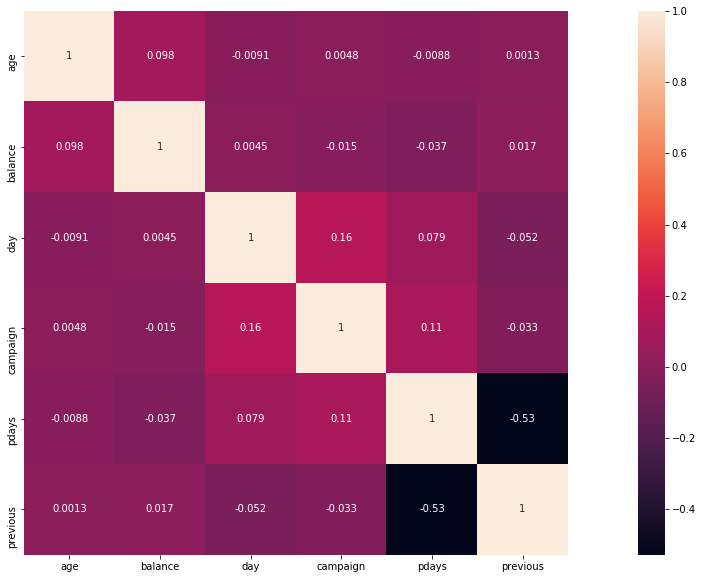 age 1 0.098 -0.0091 0.0048 -0.0088 0.0013
balance 0.098 1 0.0045 -0.015 -0.037 0.017
day -0.0091 0.0045 1 0.16 0.079 -0.052
campaign 0.0048 -0.015 0.16 1 0.11 -0.033
pdays -0.0088 -0.037 0.079 0.11 1 -0.53
previous 0.0013 0.017 -0.052 -0.033 -0.53 1
age balance day campaign pdays previous
1.0
0.8
0.6
0.4
0.2
0.0
−0.2
−0.4